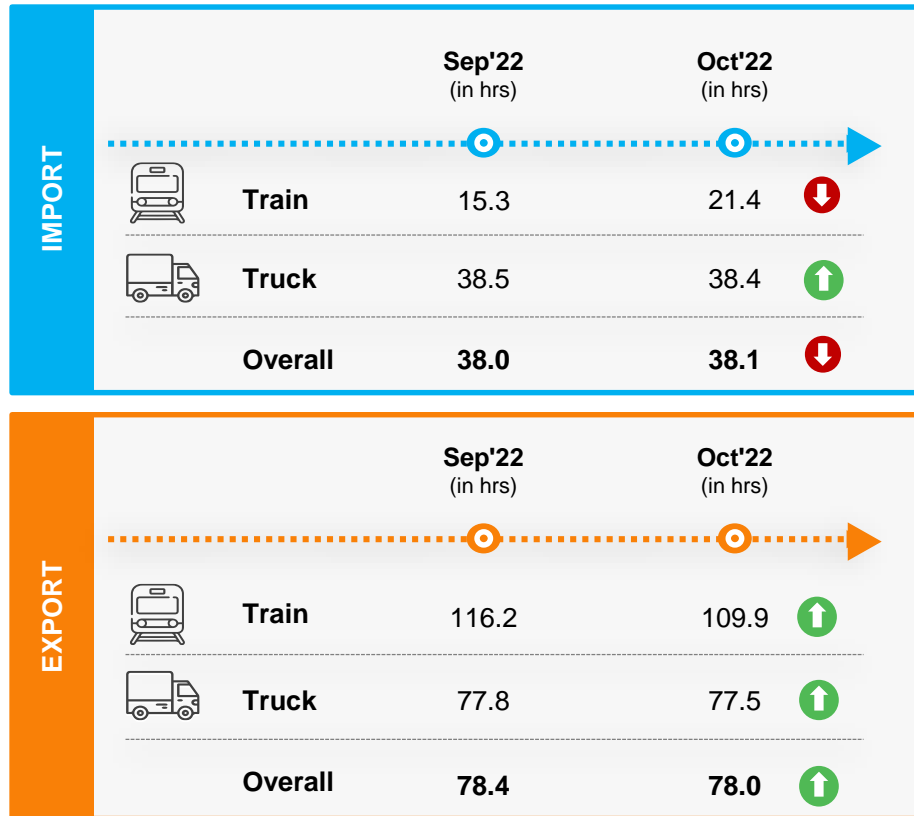 IMPORT
Sep'22 Oct'22
(in hrs) (in hrs)
Train 15.3 21.4
Truck 38.5 38.4
Overall 38.0 38.1
EXPORT
Sep'22 Oct'22
(in hrs) (in hrs)
Train 116.2 109.9
Truck 77.8 77.5
Overall 78.4 78.0